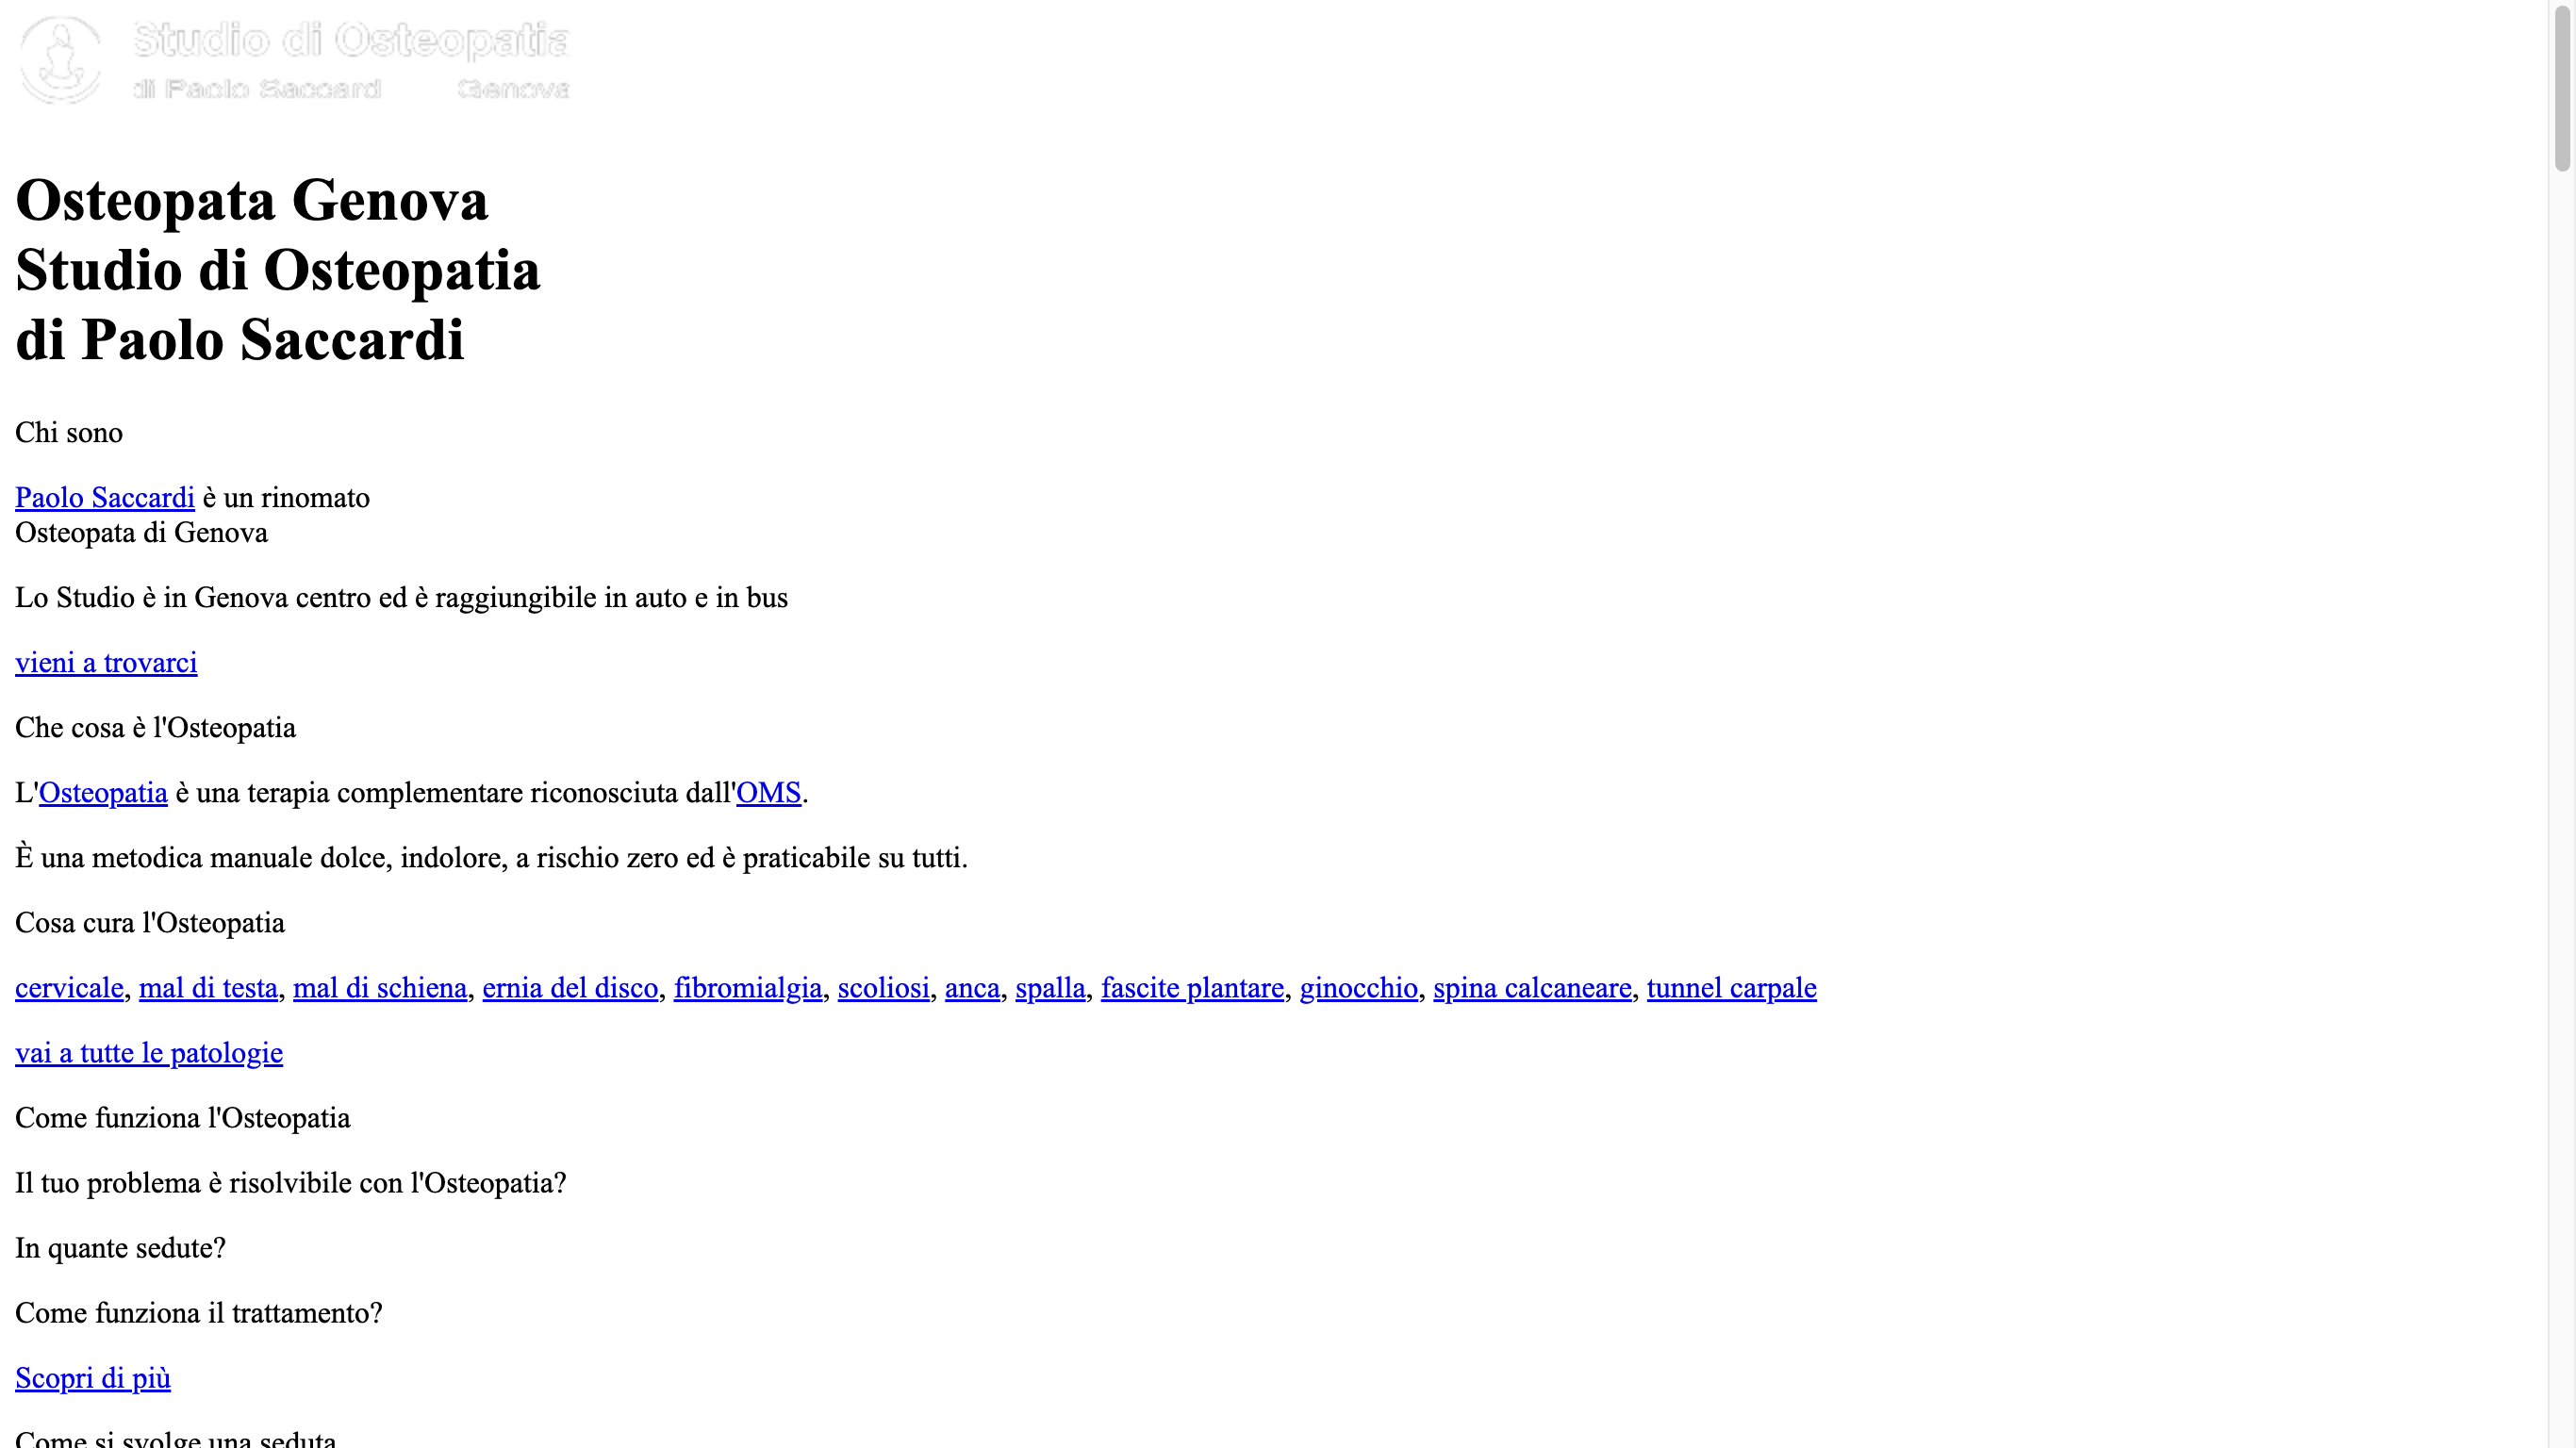 Studio di Osteopatia
di Paolo Saccard Genova
Osteopata Genova
Studio di Osteopatia
di Paolo Saccardi
Chi sono
Paolo Saccardi è un rinomato
Osteopata di Genova
Lo Studio è in Genova centro ed è raggiungibile in auto e in bus
vieni a trovarci
Che cosa è l'Osteopatia
L'Osteopatia è una terapia complementare riconosciuta dall'OMS.
È una metodica manuale dolce, indolore, a rischio zero ed è praticabile su tutti.
Cosa cura l'Osteopatia
cervicale, mal di testa, mal di schiena, ernia del disco, fibromialgia, scoliosi, anca, spalla, fascite plantare, ginocchio, spina calcaneare, tunnel carpale
vai a tutte le patologie
Come funziona l'Osteopatia
Il tuo problema è risolvibile con l'Osteopatia?
In quante sedute?
Come funziona il trattamento?
Scopri di più
Come si svolge una seduta